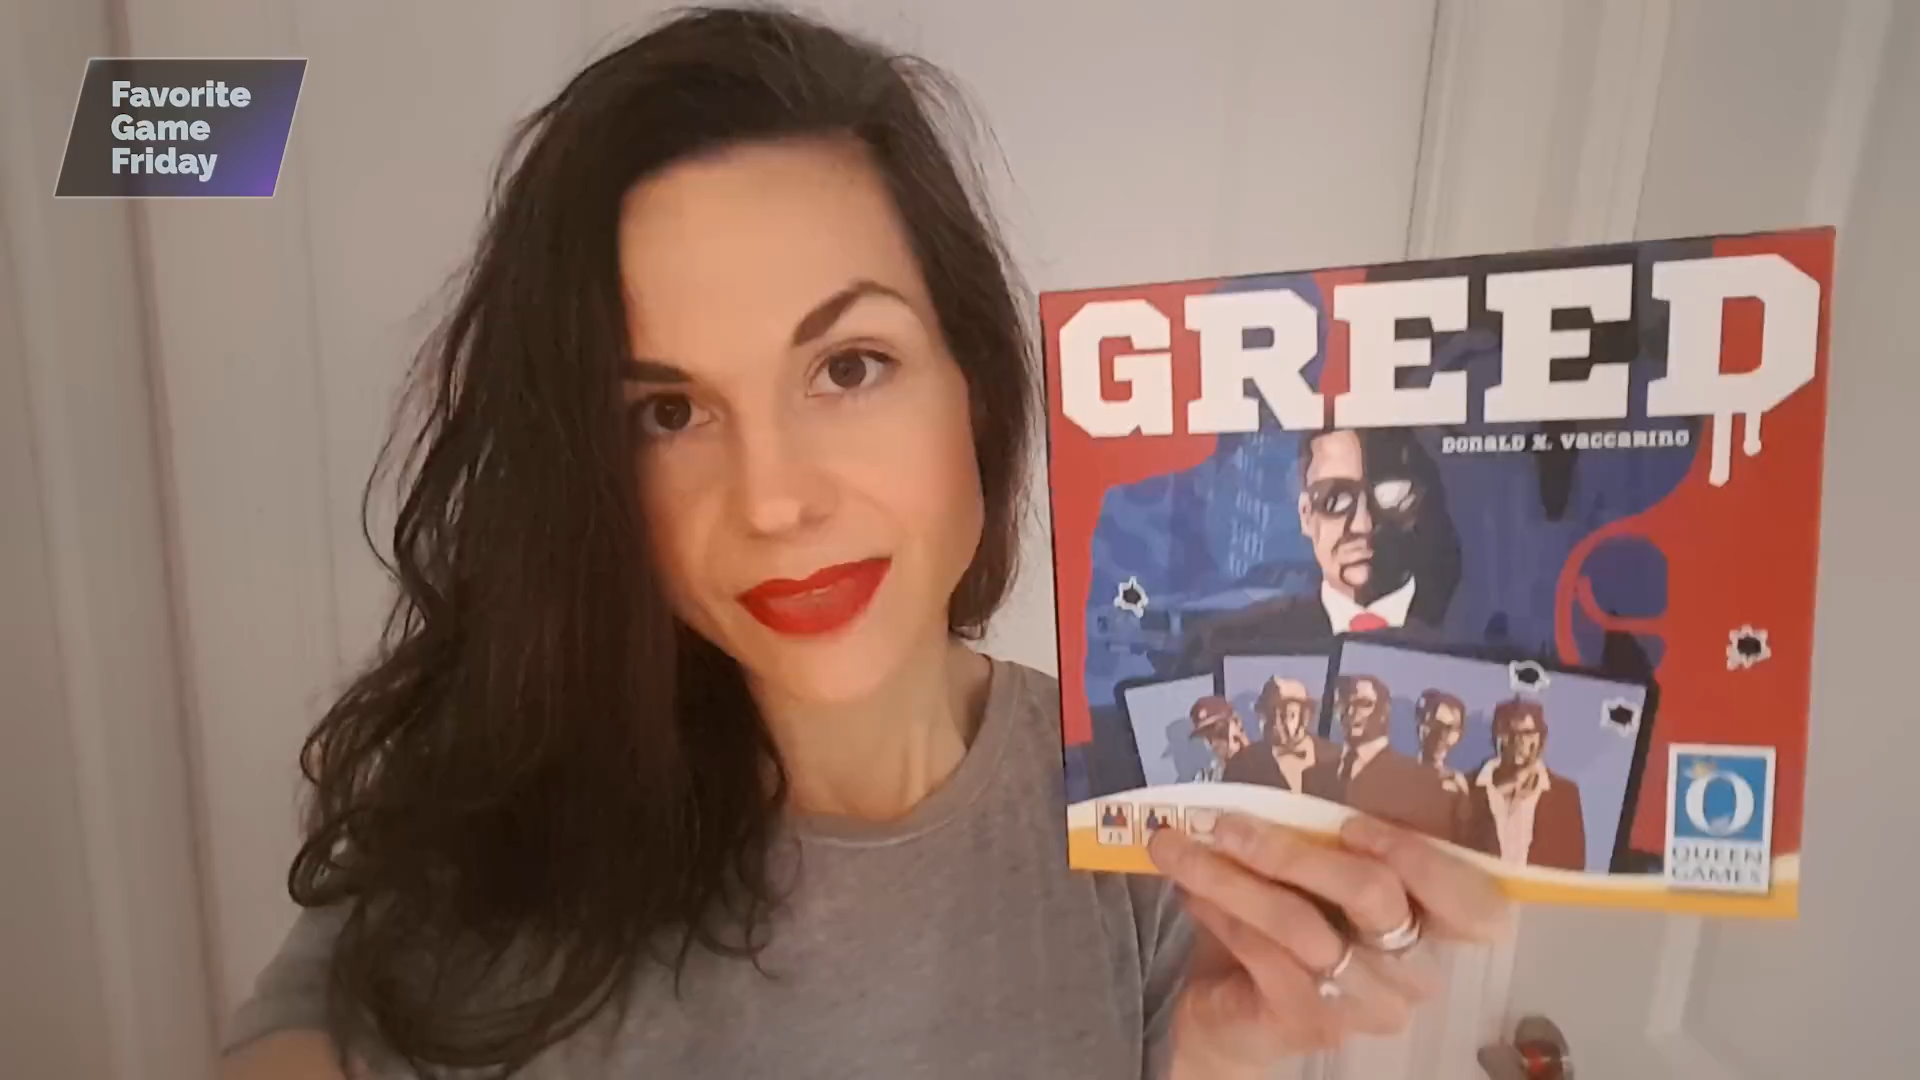 Favorite
Game
Friday
GREED
DONALD X. VACCARINO
QUEEN
GAMES